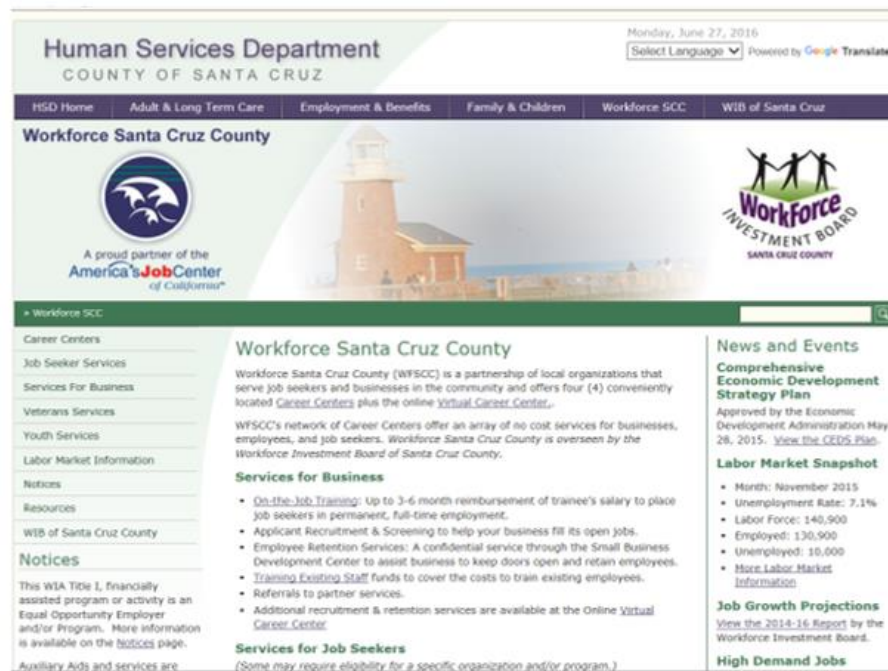 Monday, June 27, 2016
Human Services Department
COUNTY OF SANTA CRUZ
Select Language Powered by Google Translate
HSD Home Adult & Long Term Care Employment & Benefits Family & Children Workforce SCC WIB of Santa Cruz
Workforce Santa Cruz County
A proud partner of the
America'sJobCenter
of California
WorkForce
INVESTMENT BOARD
SANTA CRUZ COUNTY
» Workforce SCC
Career Centers
Job Seeker Services
Services For Business
Veterans Services
Youth Services
Labor Market Information
Notices
Resources
WIB of Santa Cruz County
Notices
This WIA Title I, financially
assisted program or activity is an
Equal Opportunity Employer
and/or Program. More information
is available on the Notices page.
Auxiliary Aids and services are
Workforce Santa Cruz County
Workforce Santa Cruz County (WFSCC) is a partnership of local organizations that
serve job seekers and businesses in the community and offers four (4) conveniently
located Career Centers plus the online Virtual Career Center,.
WFSCC's network of Career Centers offer an array of no cost services for businesses,
employees, and job seekers. Workforce Santa Cruz County is overseen by the
Workforce Investment Board of Santa Cruz County.
Services for Business
• On-the-Job Training: Up to 3-6 month reimbursement of trainee's salary to place
job seekers in permanent, full-time employment.
• Applicant Recruitment & Screening to help your business fill its open jobs.
• Employee Retention Services: A confidential service through the Small Business
Development Center to assist business to keep doors open and retain employees.
• Training Existing Staff funds to cover the costs to train existing employees.
• Referrals to partner services.
• Additional recruitment & retention services are available at the Online Virtual
Career Center
Services for Job Seekers
(Some may require eligibility for a specific organization and/or program.)
News and Events
Comprehensive
Economic Development
Strategy Plan
Approved by the Economic
Development Administration May
28, 2015. View the CEDS Plan.
Labor Market Snapshot
• Month: November 2015
• Unemployment Rate: 7.1%
• Labor Force: 140,900
• Employed: 130,900
• Unemployed: 10,000
• More Labor Market
Information
Job Growth Projections
View the 2014-16 Report by the
Workforce Investment Board.
High Demand Jobs